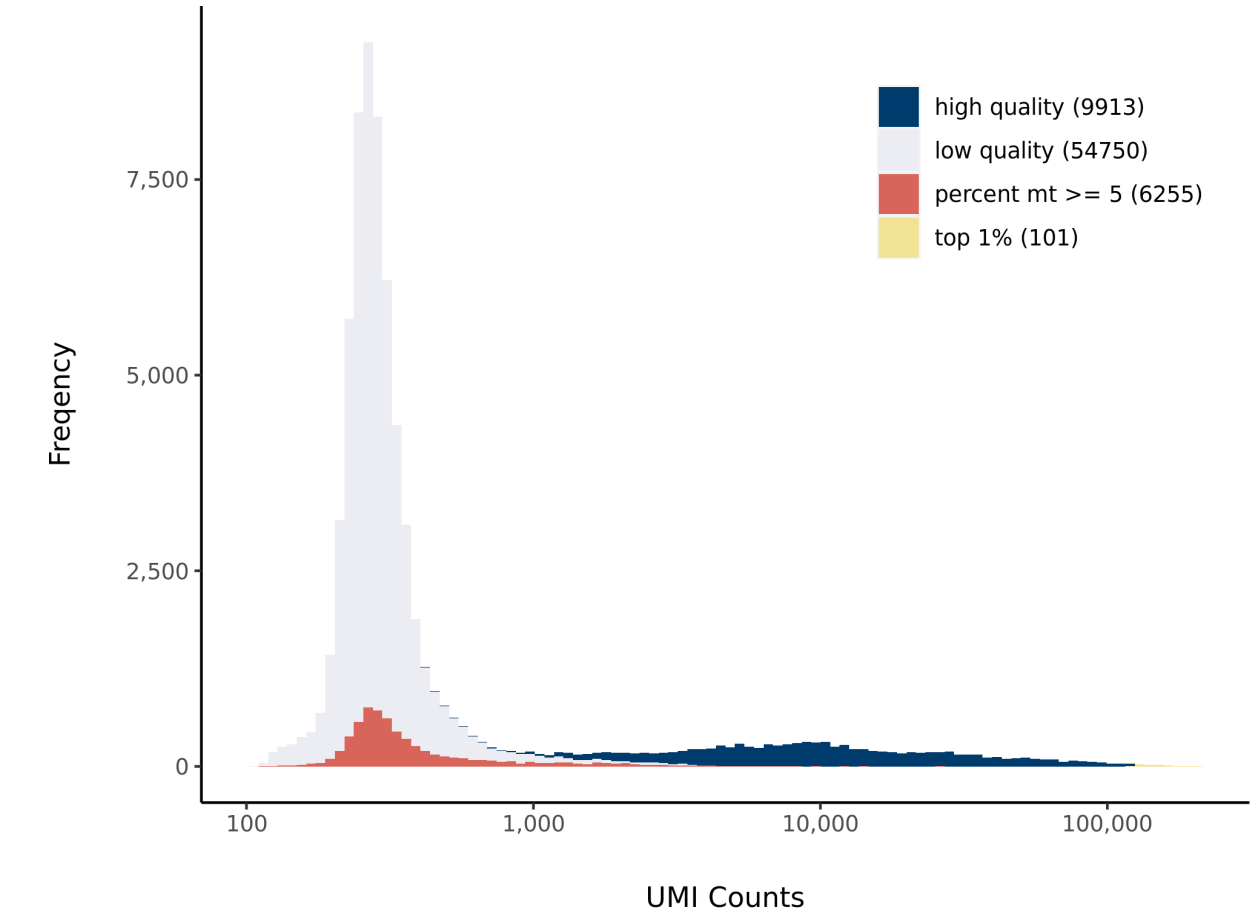 high quality (9913)
low quality (54750)
percent mt >= 5 (6255)
top 1% (101)
7,500
5,000
2,500
0
Freqency
100
1,000
10,000
100,000
UMI Counts